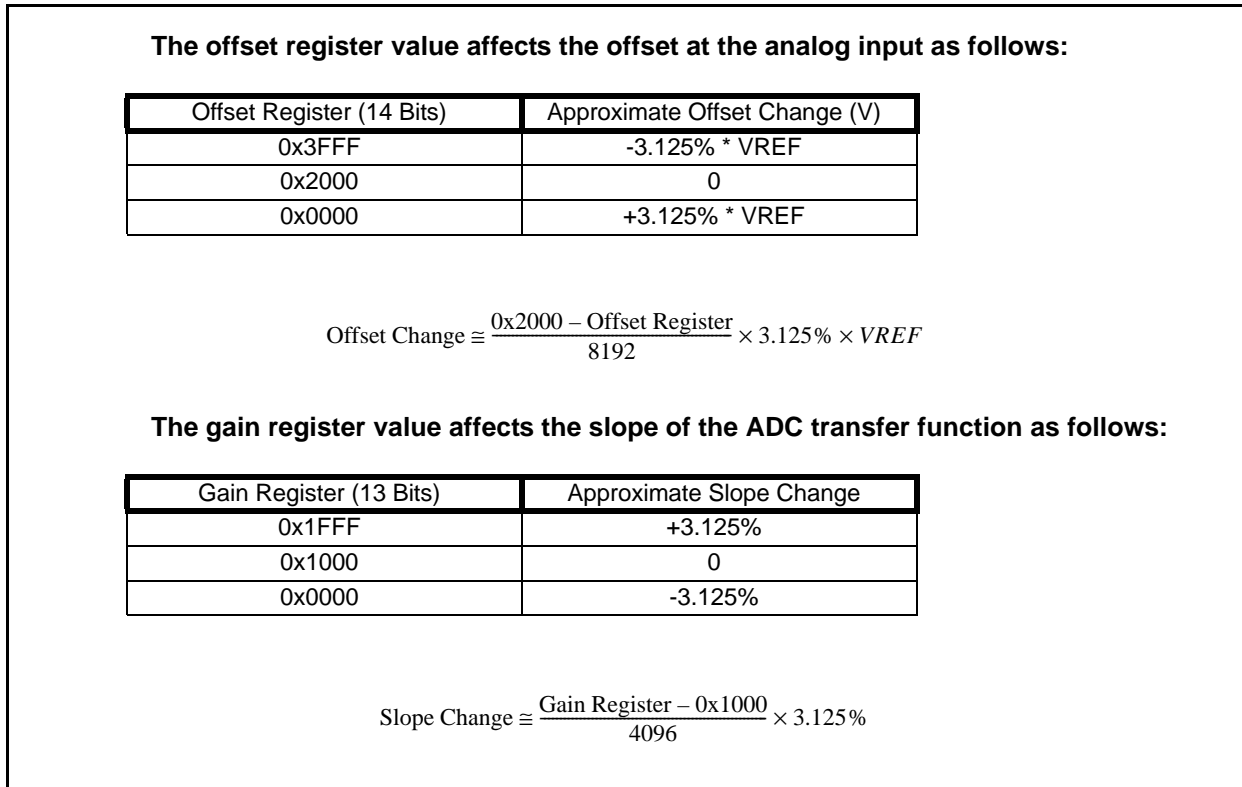 The offset register value affects the offset at the analog input as follows:
Offset Register (14 Bits) Approximate Offset Change (V)
0x3FFF -3.125% * VREF
0x2000 0
0x0000 +3.125% * VREF
Offset Change ≅ 0x2000 – Offset Register / 8192 × 3.125% × VREF
The gain register value affects the slope of the ADC transfer function as follows:
Gain Register (13 Bits) Approximate Slope Change
0x1FFF +3.125%
0x1000 0
0x0000 -3.125%
Slope Change ≅ Gain Register – 0x1000 / 4096 × 3.125%